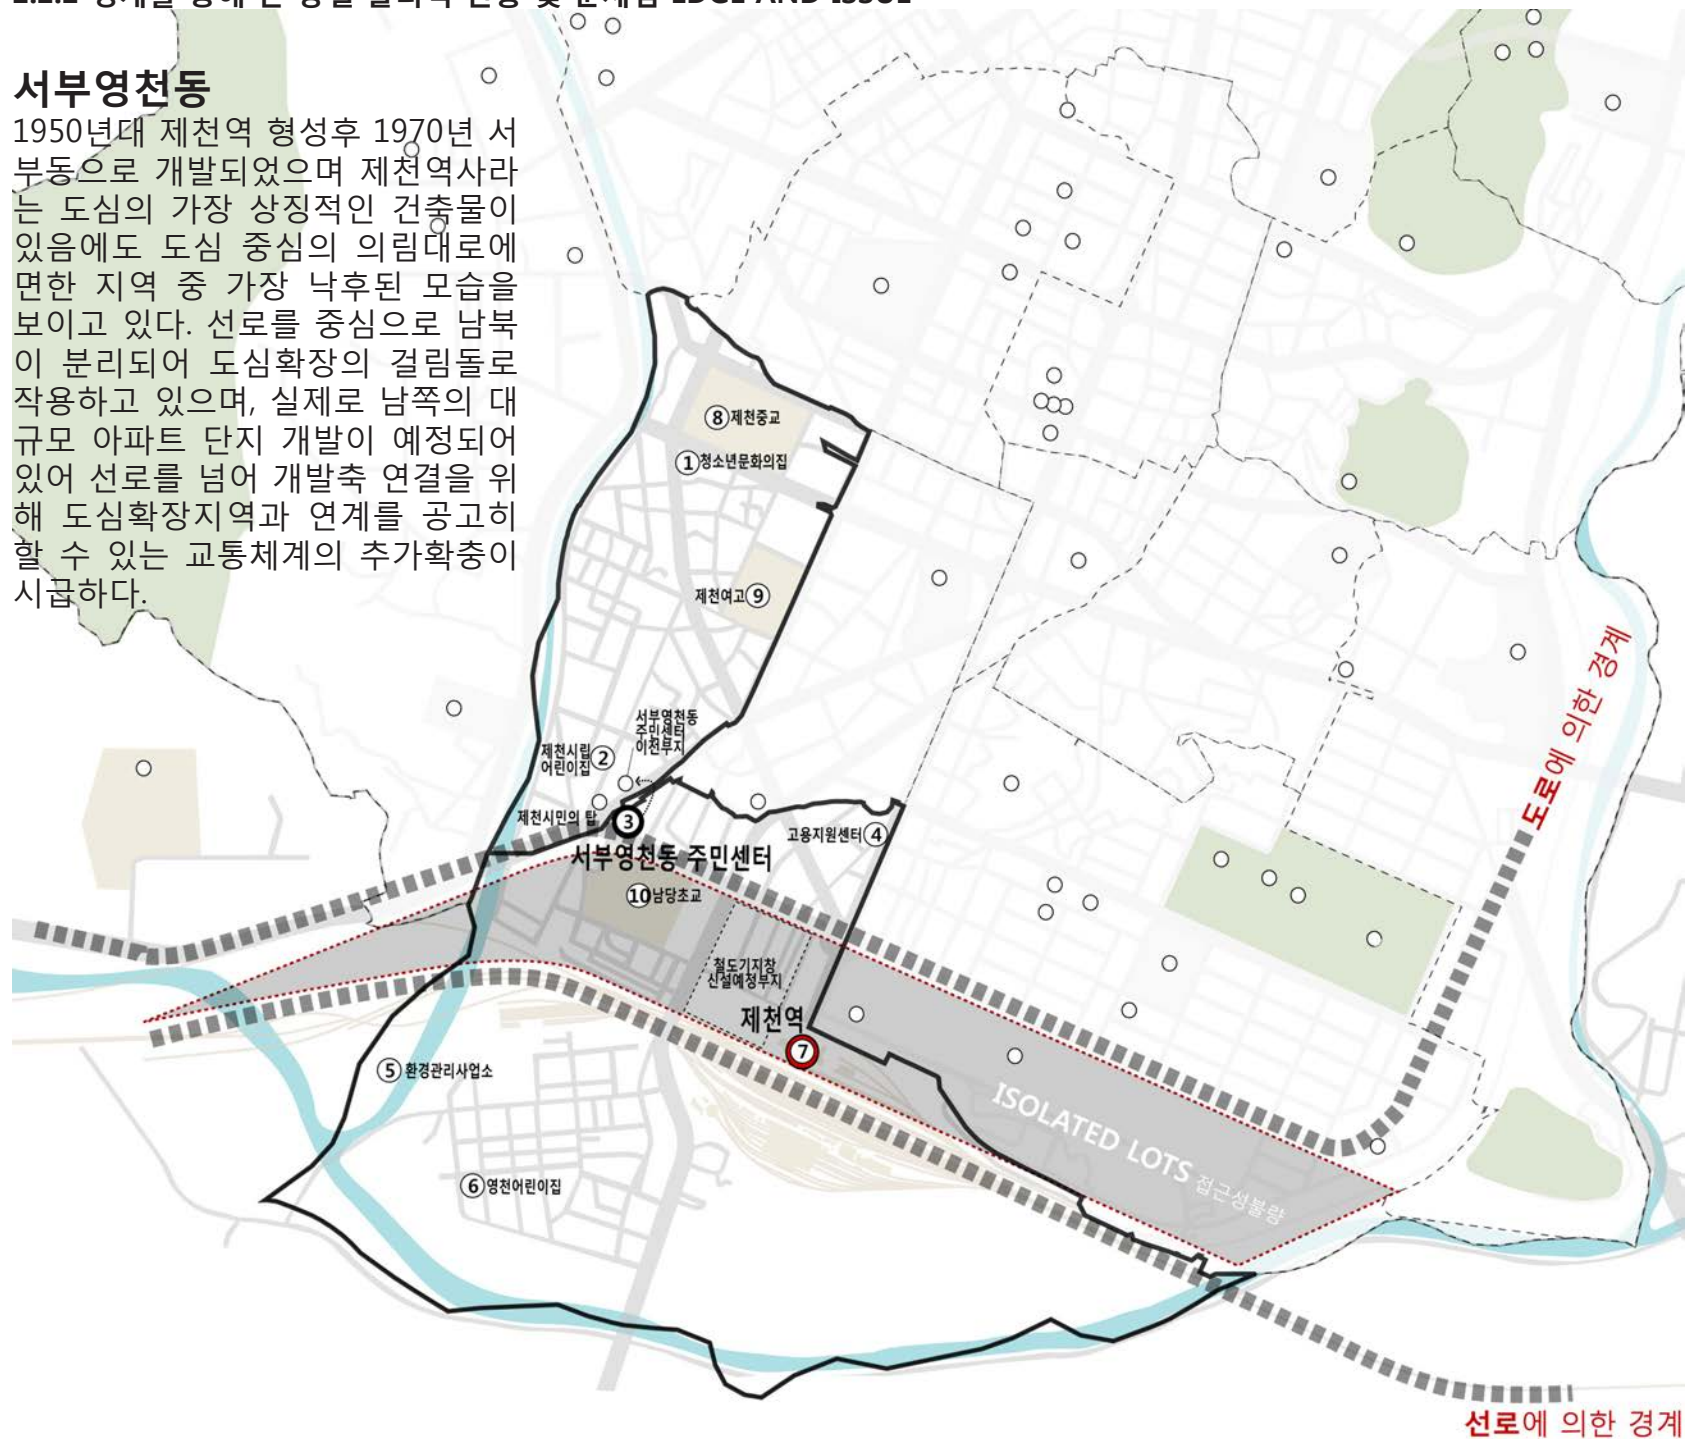 EDGE AND ISSUE
서부영천동
1950년대 제천역 형성후 1970년 서
부동으로 개발되었으며 제천역사라
는 도심의 가장 상징적인 건축물이
있음에도 도심 중심의 의림대로에
면한 지역 중 가장 낙후된 모습을
보이고 있다. 선로를 중심으로 남북
이 분리되어 도심확장의 걸림돌로
작용하고 있으며, 실제로 남쪽의 대
규모 아파트 단지 개발이 예정되어
있어 선로를 넘어 개발축 연결을 위
해 도심확장지역과 연계를 공고히
할 수 있는 교통체계의 추가확충이
시급하다.
⑧ 제천중교
① 청소년문화의집
제천여고 ⑨
서부영천동
주민센터
이전부지
제천시립
어린이집 ②
제천시민의 탑
③
서부영천동 주민센터
고용지원센터 ④
⑩ 남당초교
철도기지창
신설예정부지
제천역
⑦
⑤ 환경관리사업소
⑥ 영천어린이집
ISOLATED LOTS 접근성불량
도로에 의한 경계
선로에 의한 경계